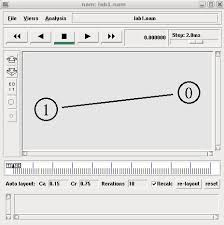 nam: lab1.nam
File Views Analysis lab1.nam
0.000000 Step: 2.0ms
0
1
TIME
Auto layout: Ca 0.15 Cr 0.75 Iterations 10 Recalc re-layout reset